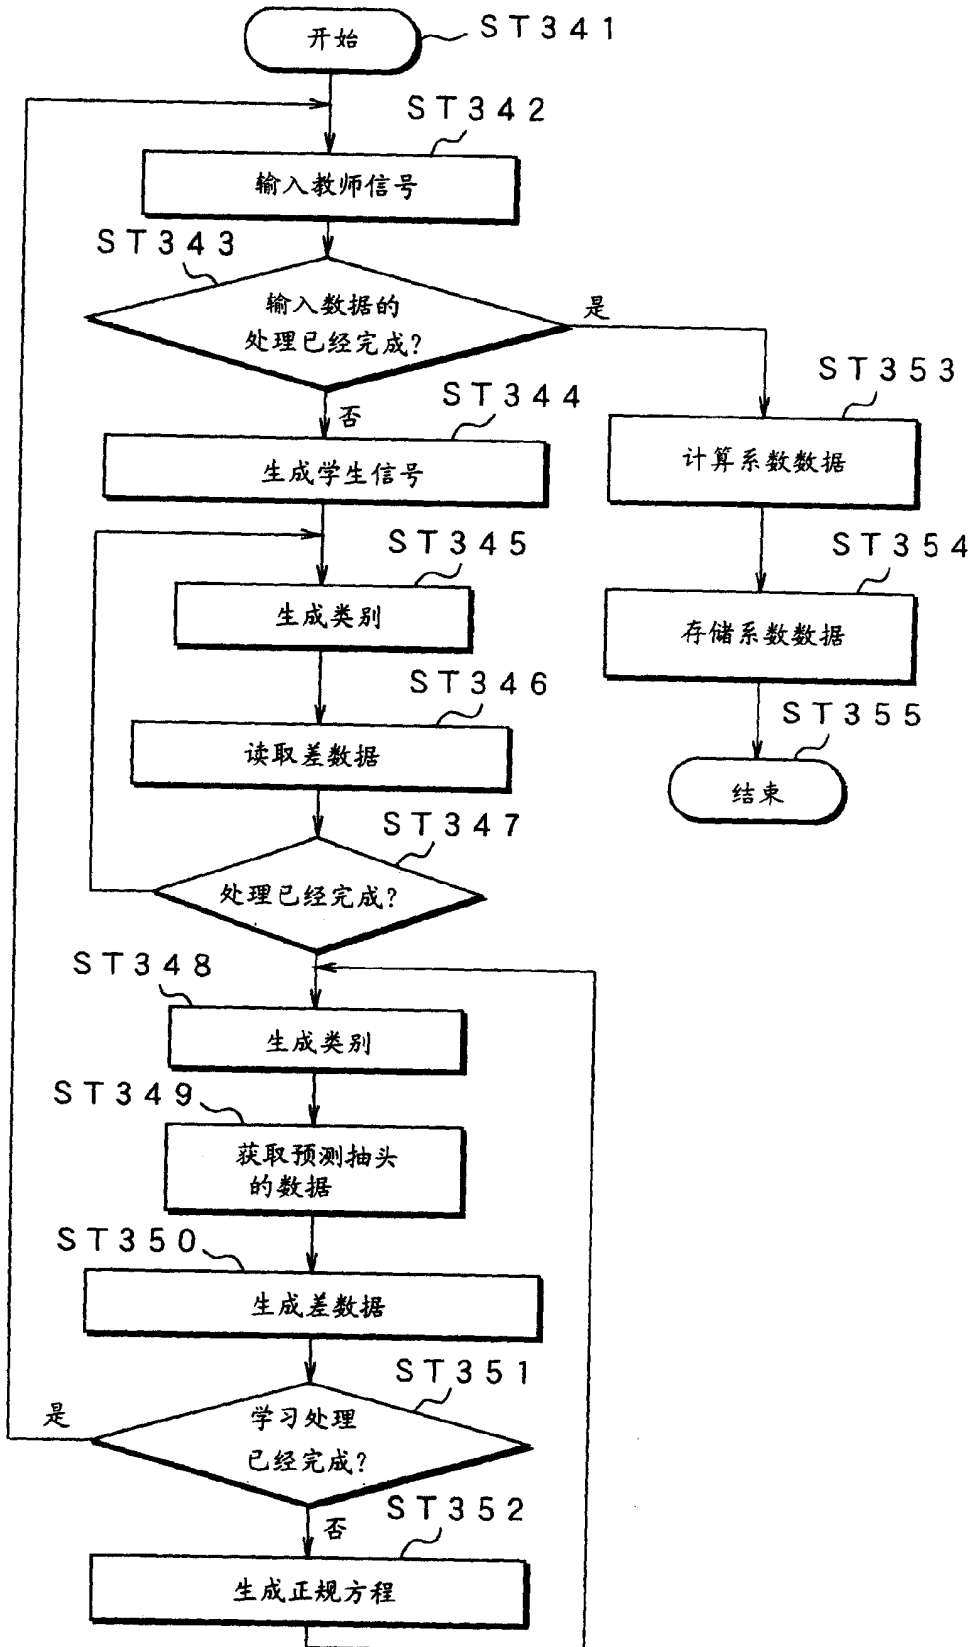 ST341
开始
ST342
输入教师信号
ST343
输入数据的
处理已经完成?
是
否
ST344
生成学生信号
ST353
计算系数数据
ST345
生成类别
ST354
存储系数数据
ST346
读取差数据
ST355
结束
ST347
处理已经完成?
ST348
生成类别
ST349
获取预测抽头
的数据
ST350
生成差数据
ST351
学习处理
已经完成?
是
否
ST352
生成正规方程